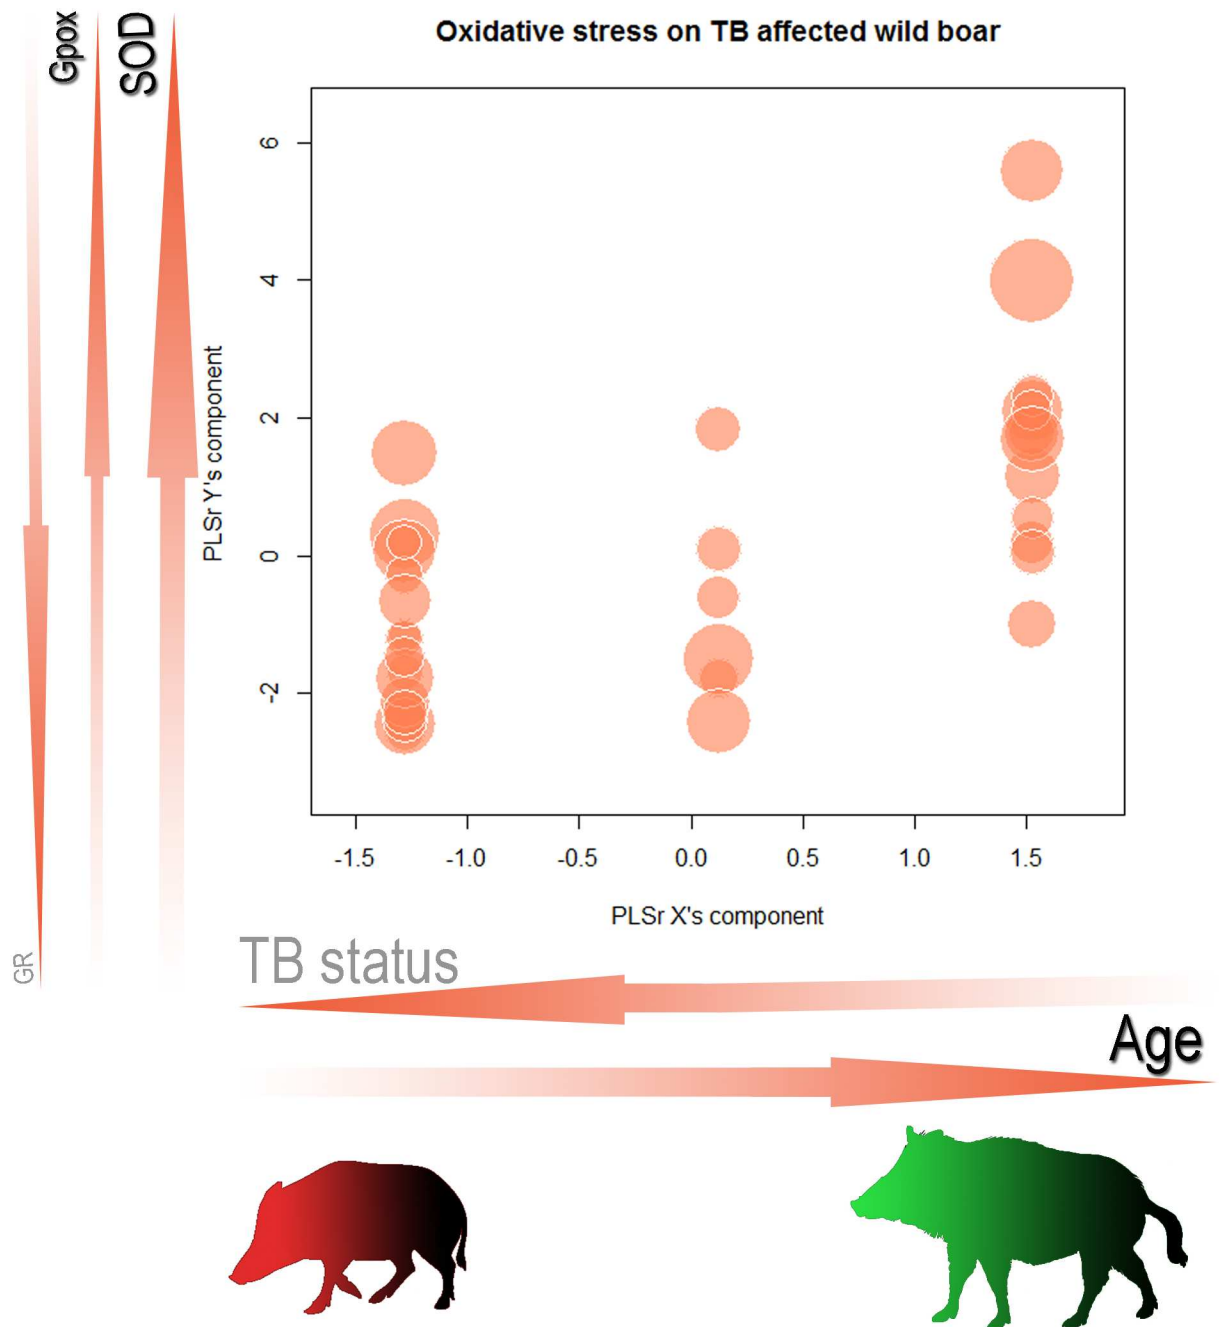 Oxidative stress on TB affected wild boar
Gpox
SOD
GR
PLSr Y's component
6
4
2
0
-2
-1.5 -1.0 -0.5 0.0 0.5 1.0 1.5
PLSr X's component
TB status
Age